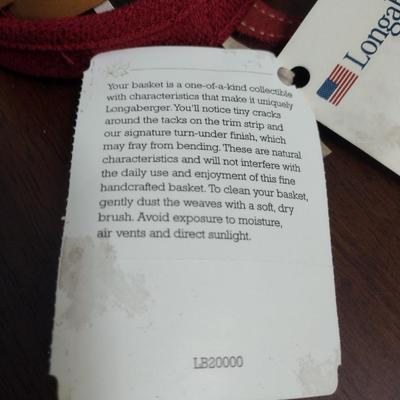 Your basket is a one-of-a-kind collectible
with characteristics that make it uniquely
Longaberger. You'll notice tiny cracks
around the tacks on the trim strip and
our signature turn-under finish, which
may fray from bending. These are natural
characteristics and will not interfere with
the daily use and enjoyment of this fine
handcrafted basket. To clean your basket,
gently dust the weaves with a soft, dry
brush. Avoid exposure to moisture,
air vents and direct sunlight.
LB20000